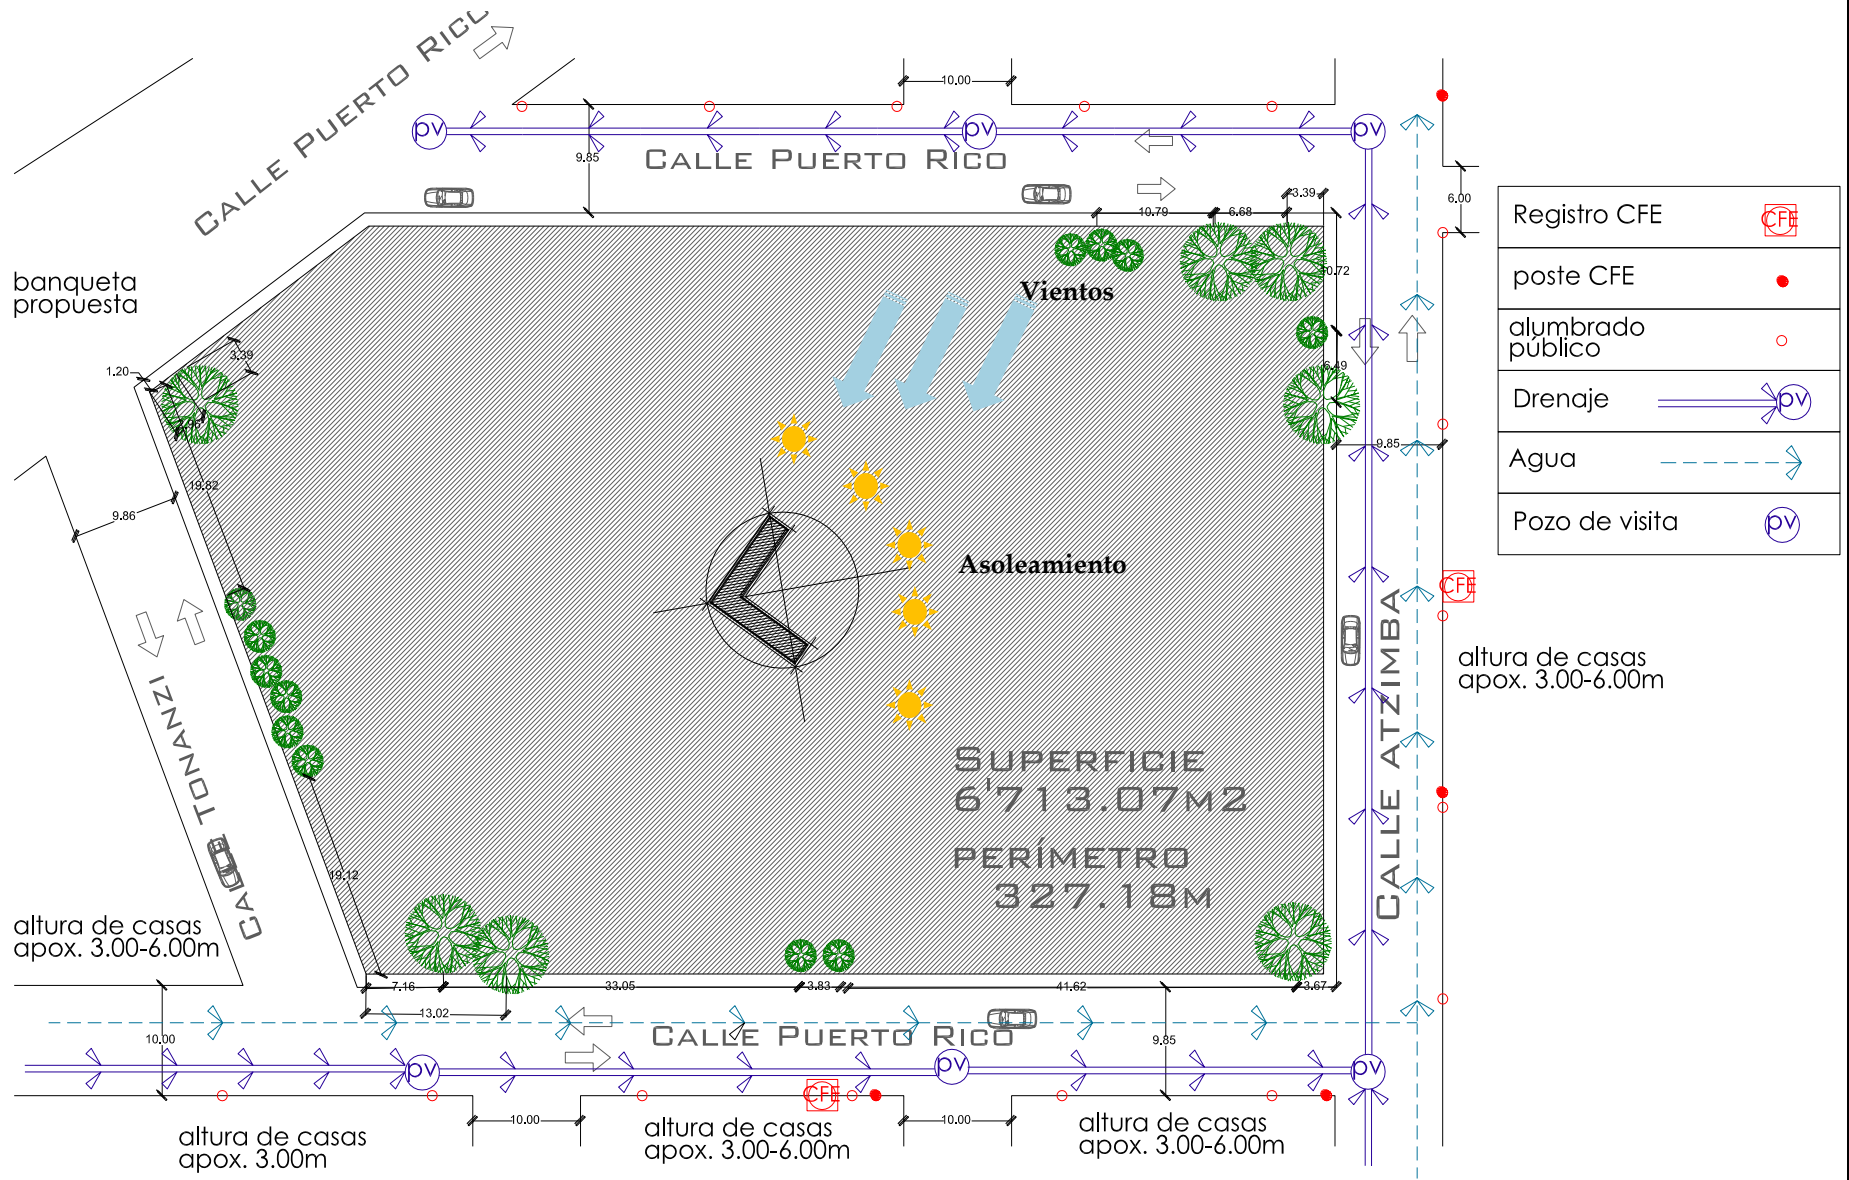 CALLE PUERTO RICO
10.00
pv
pv
pv
9.85
CALLE PUERTO RICO
3.39
10.79
6.68
6.00
Registro CFE
CFE
poste CFE
alumbrado
público
Drenaje
pv
Agua
Pozo de visita
pv
banqueta
propuesta
Vientos
3.39
1.20
19.82
9.86
6.49
9.85
Asoleamiento
CFE
CALLE ATZIMBA
altura de casas
apox. 3.00-6.00m
CALLE TONANZI
SUPERFICIE
6'713.07M2
PERÍMETRO
327.18M
19.12
altura de casas
apox. 3.00-6.00m
7.16
33.05
3.83
41.62
3.67
13.02
10.00
CALLE PUERTO RICO
9.85
pv
pv
pv
CFE
10.00
10.00
altura de casas
apox. 3.00m
altura de casas
apox. 3.00-6.00m
altura de casas
apox. 3.00-6.00m